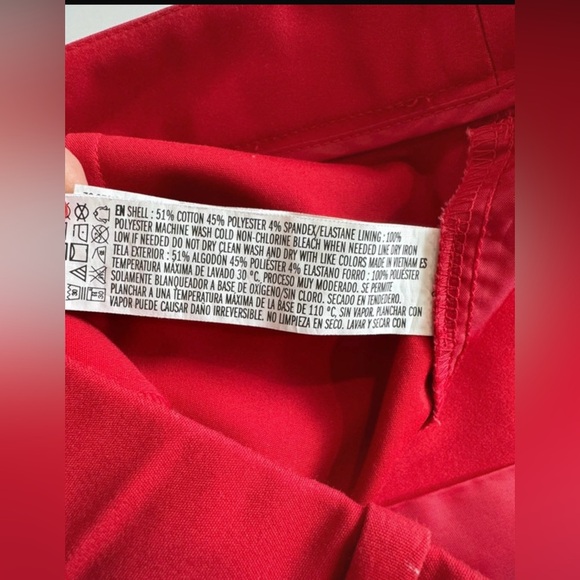 EN SHELL : 51% COTTON 45% POLYESTER 4% SPANDEX/ELASTANE LINING : 100%
POLYESTER MACHINE WASH COLD NON-CHLORINE BLEACH WHEN NEEDED LINE DRY IRON
LOW IF NEEDED DO NOT DRY CLEAN WASH AND DRY WITH LIKE COLORS MADE IN VIETNAM ES
TELA EXTERIOR : 51% ALGODÓN 45% POLIÉSTER 4% ELASTANO FORRO : 100% POLIÉSTER
TEMPERATURA MÁXIMA DE LAVADO 30 °C. PROCESO MUY MODERADO. SE PERMITE
SOLAMENTE BLANQUEADOR A BASE DE OXÍGENO/SIN CLORO. SECADO EN TENDEDERO.
PLANCHAR A UNA TEMPERATURA MÁXIMA DE LA BASE DE 110 °C, SIN VAPOR. PLANCHAR CON
VAPOR PUEDE CAUSAR DAÑO IRREVERSIBLE. NO LIMPIEZA EN SECO. LAVAR Y SECAR CON